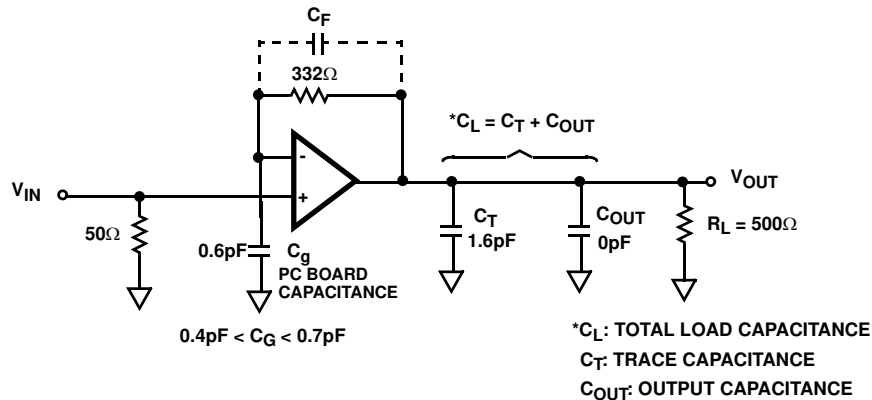 CF
332Ω
*CL = CT + COUT
-
+
VIN
VOUT
50Ω
0.6pF
Cg
PC BOARD
CAPACITANCE
CT
1.6pF
COUT
0pF
RL = 500Ω
0.4pF < CG < 0.7pF
*CL: TOTAL LOAD CAPACITANCE
CT: TRACE CAPACITANCE
COUT: OUTPUT CAPACITANCE